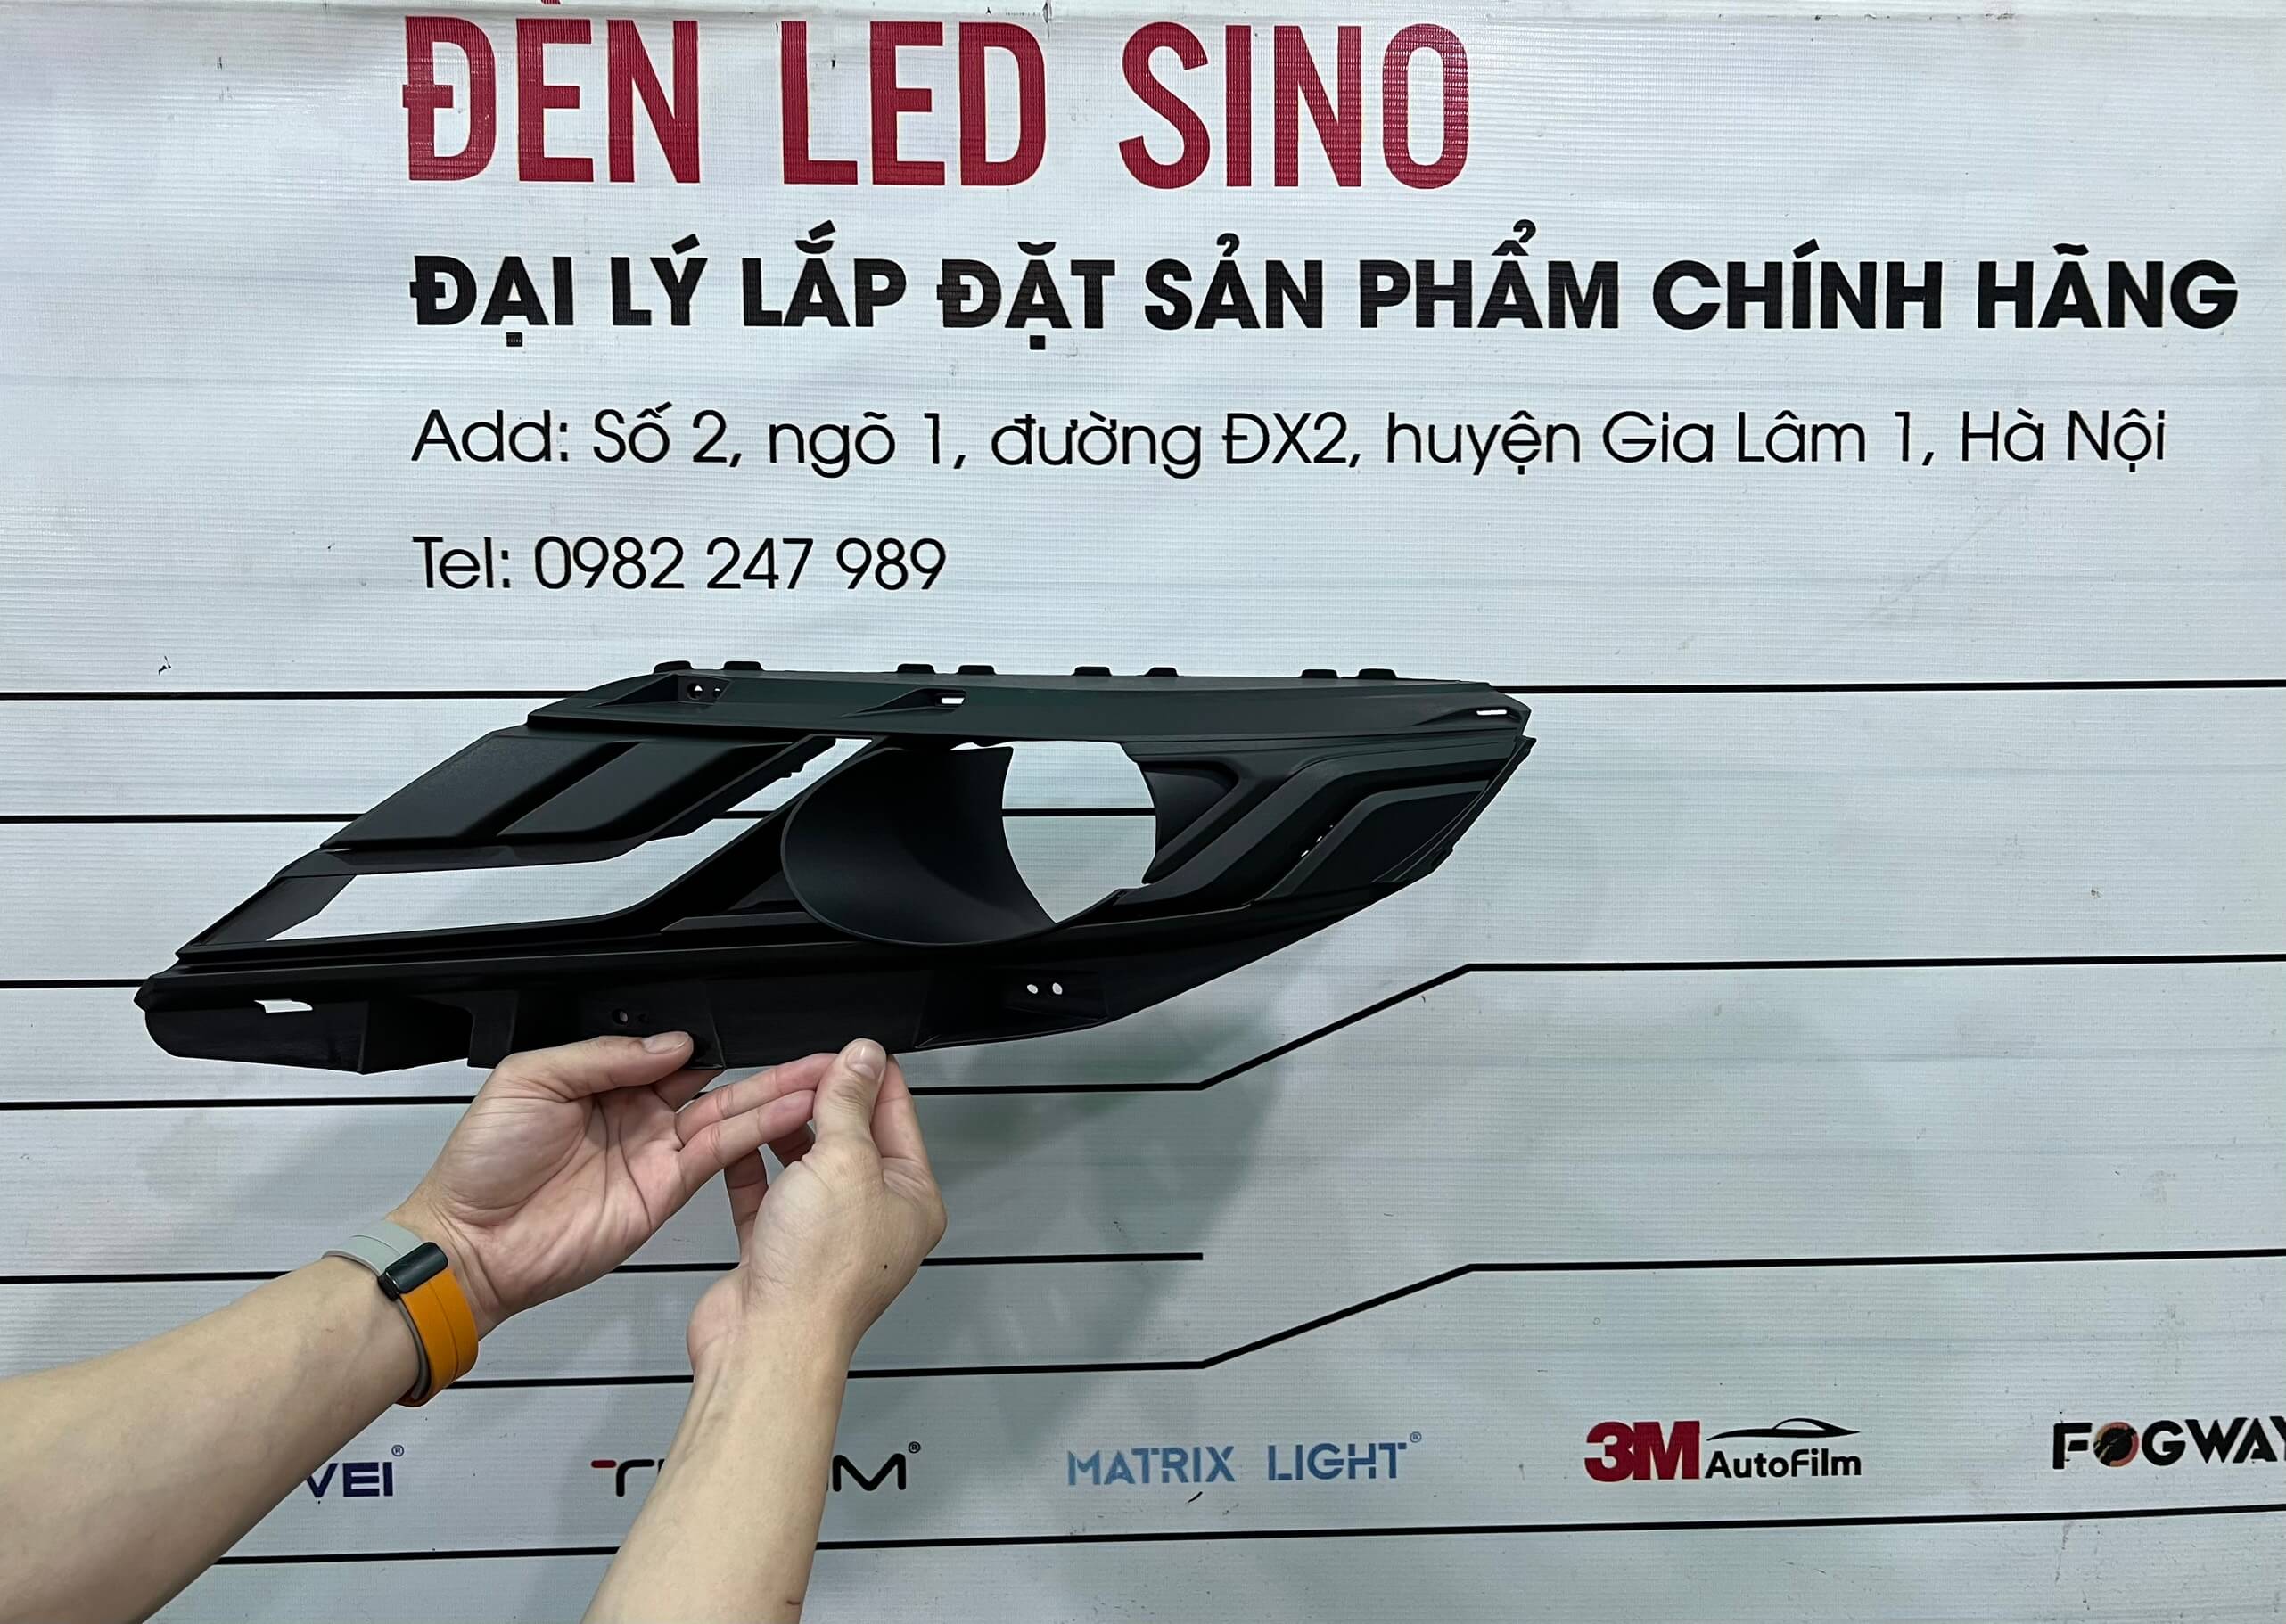 ĐÈN LED SINO
ĐẠI LÝ LẮP ĐẶT SẢN PHẨM CHÍNH HÃNG
Add: Số 2, ngõ 1, đường ĐX2, huyện Gia Lâm 1, Hà Nội
Tel: 0982 247 989
MATRIX LIGHT® 3M AutoFilm FOGWAY